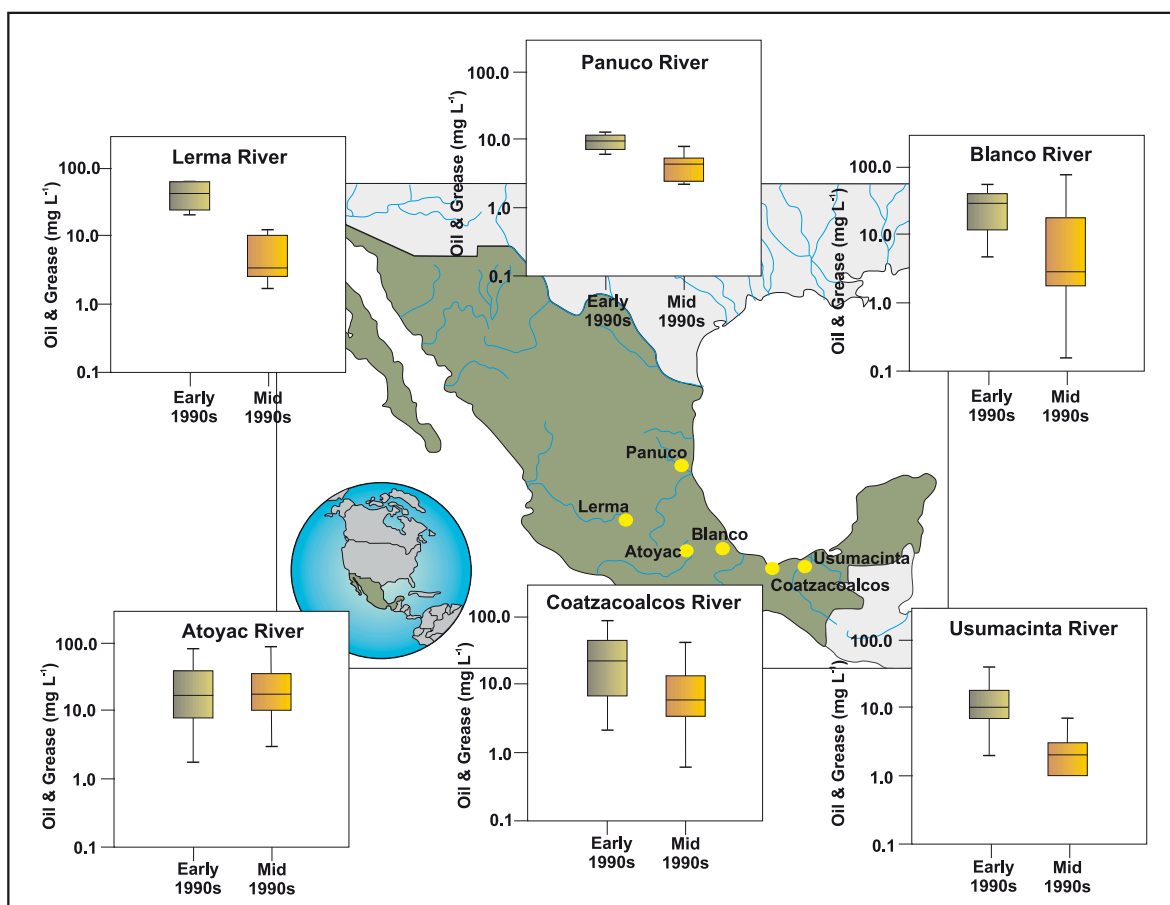 Panuco River
Oil & Grease (mg L⁻¹)
100.0
10.0
1.0
0.1
Early
1990s
Mid
1990s
Lerma River
Oil & Grease (mg L⁻¹)
100.0
10.0
1.0
0.1
Early
1990s
Mid
1990s
Blanco River
Oil & Grease (mg L⁻¹)
100.0
10.0
1.0
0.1
Early
1990s
Mid
1990s
Panuco
Lerma
Atoyac
Blanco
Usumacinta
Coatzacoalcos
Atoyac River
Oil & Grease (mg L⁻¹)
100.0
10.0
1.0
0.1
Early
1990s
Mid
1990s
Coatzacoalcos River
Oil & Grease (mg L⁻¹)
100.0
10.0
1.0
0.1
Early
1990s
Mid
1990s
Usumacinta River
Oil & Grease (mg L⁻¹)
100.0
10.0
1.0
0.1
Early
1990s
Mid
1990s